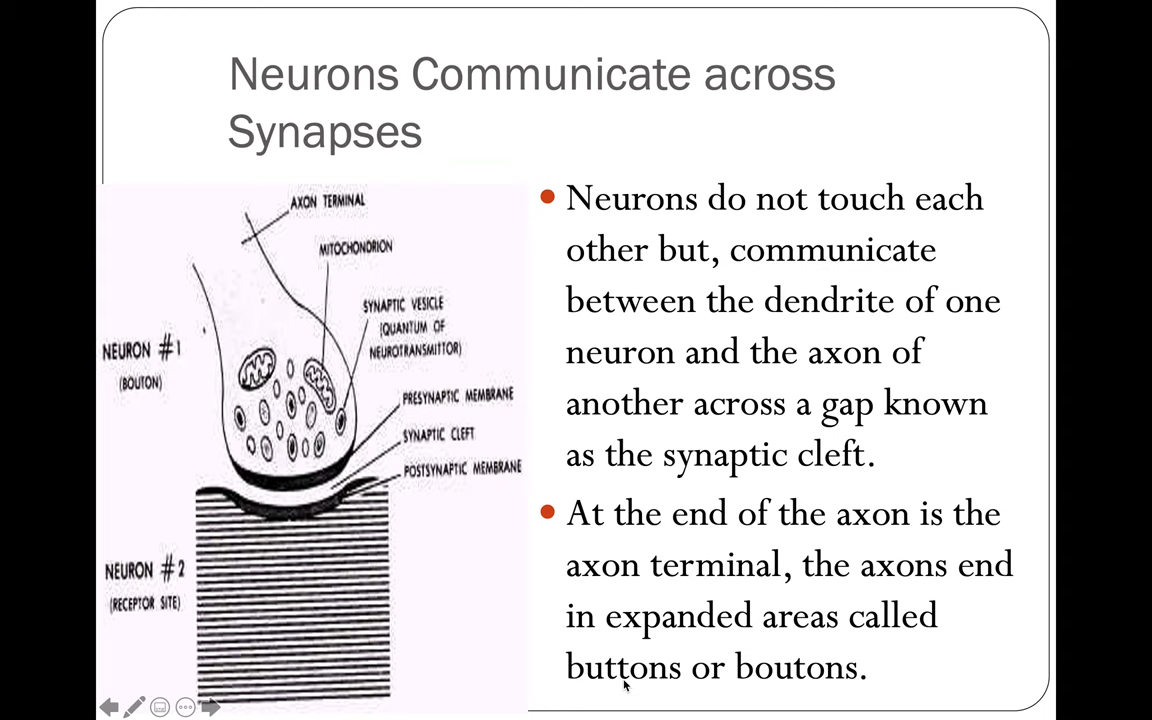 Neurons Communicate across
Synapses
AXON TERMINAL
MITOCHONDRION
SYNAPTIC VESICLE
(QUANTUM OF
NEUROTRANSMITTOR)
NEURON #1
(BOUTON)
PRESYNAPTIC MEMBRANE
SYNAPTIC CLEFT
POSTSYNAPTIC MEMBRANE
NEURON #2
(RECEPTOR SITE)
Neurons do not touch each
other but, communicate
between the dendrite of one
neuron and the axon of
another across a gap known
as the synaptic cleft.
At the end of the axon is the
axon terminal, the axons end
in expanded areas called
buttons or boutons.